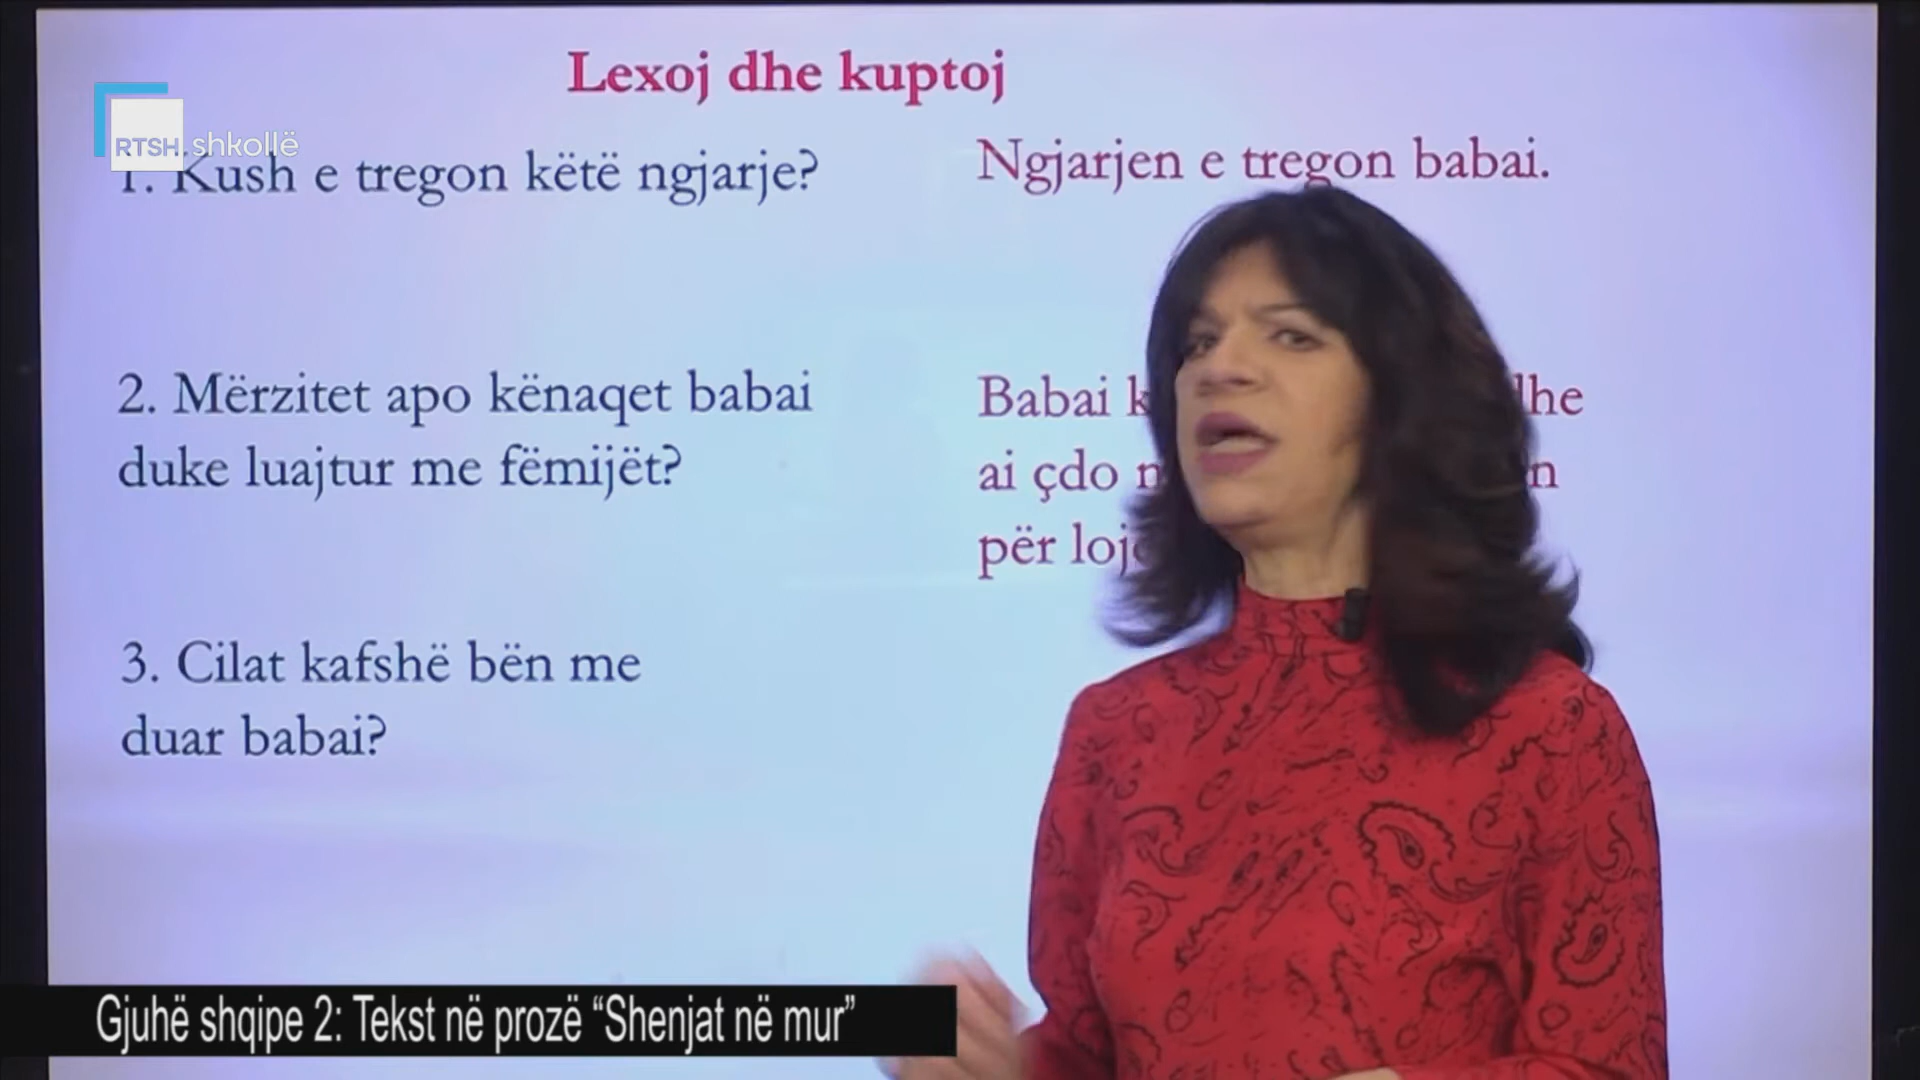 Lexoj dhe kuptoj
RTSH shkollë
1. Kush e tregon këtë ngjarje?
Ngjarjen e tregon babai.
2. Mërzitet apo kënaqet babai
duke luajtur me fëmijët?
Babai
ai çdo
për
3. Cilat kafshë bën me
duar babai?
Gjuhë shqipe 2: Tekst në prozë “Shenjat në mur”